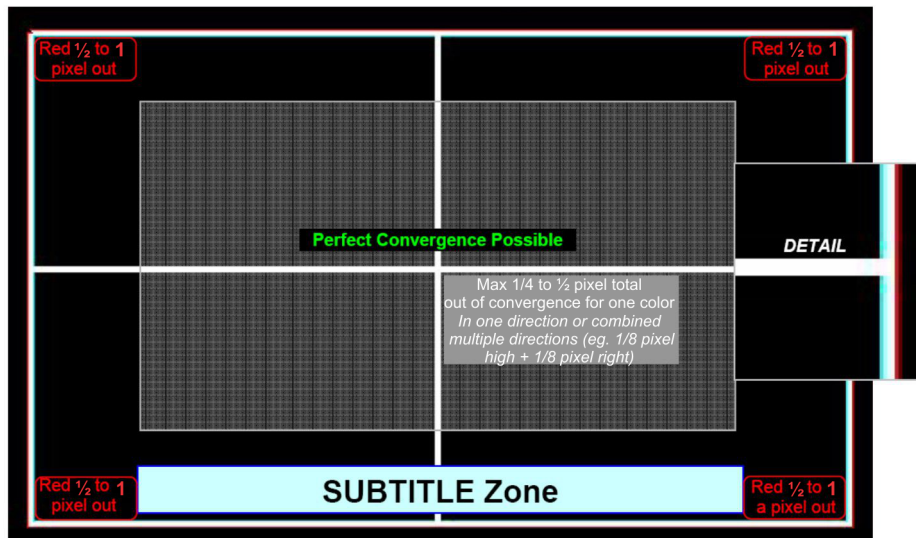 Red ½ to 1
pixel out
Red ½ to 1
pixel out
Perfect Convergence Possible
DETAIL
Max 1/4 to ½ pixel total
out of convergence for one color
In one direction or combined
multiple directions (eg. 1/8 pixel
high + 1/8 pixel right)
Red ½ to 1
pixel out
SUBTITLE Zone
Red ½ to 1
a pixel out